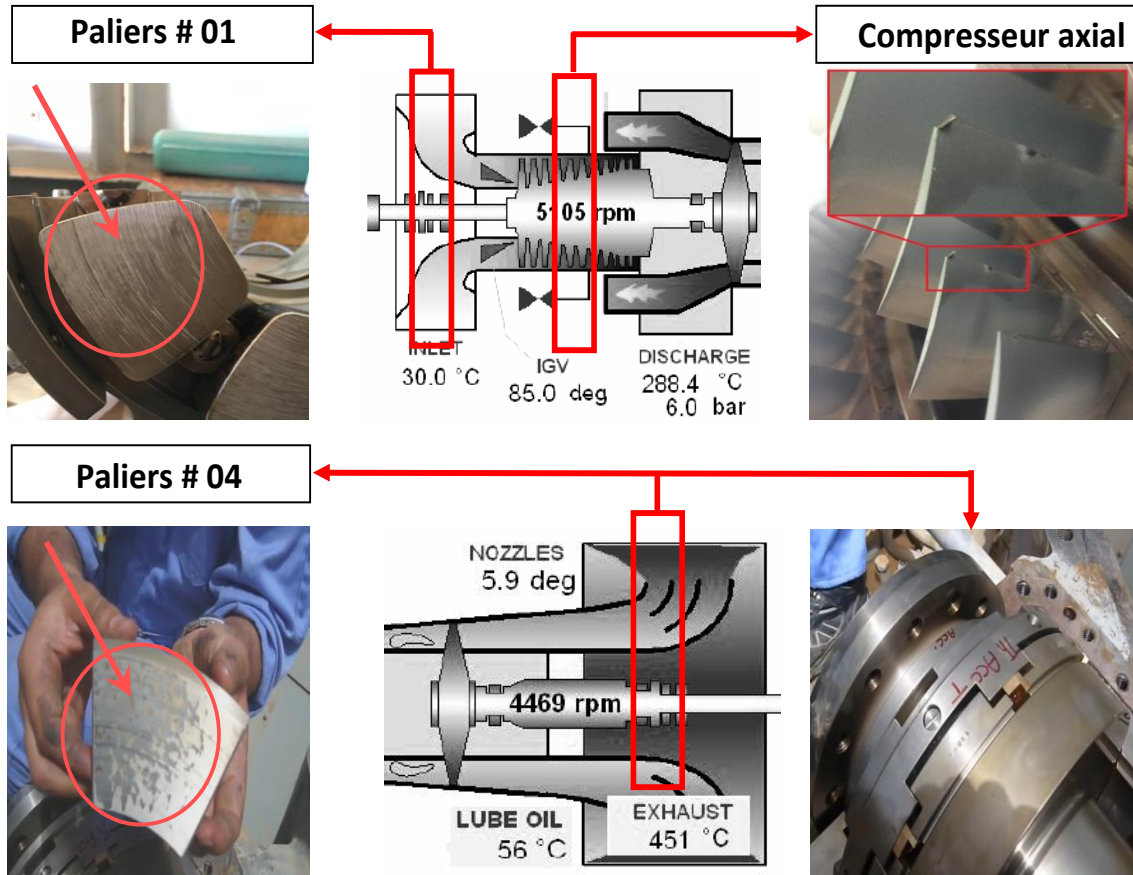 Paliers # 01
Compresseur axial
5105 rpm
INLET
30.0 °C
IGV
85.0 deg
DISCHARGE
288.4 °C
6.0 bar
Paliers # 04
NOZZLES
5.9 deg
4469 rpm
LUBE OIL
56 °C
EXHAUST
451 °C
ACC T